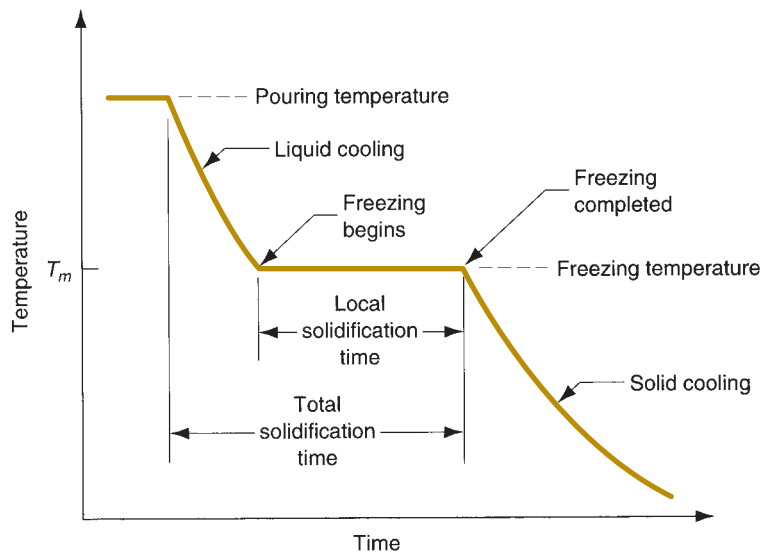 Pouring temperature
Liquid cooling
Freezing
begins
Freezing
completed
Temperature
Tm
Freezing temperature
Local
solidification
time
Solid cooling
Total
solidification
time
Time